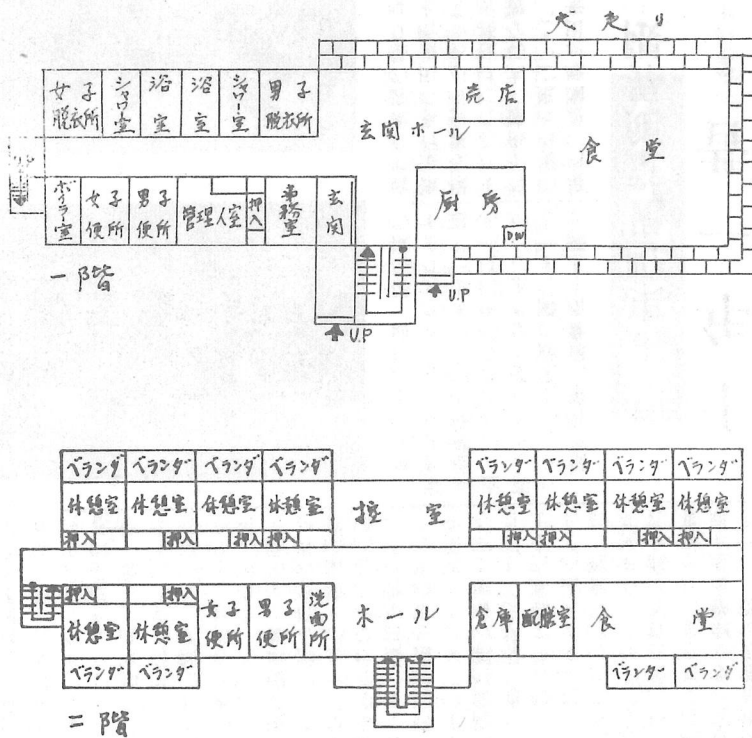 犬走り
女子
脱衣所
シャワー室
浴室
浴室
シャワー室
男子
脱衣所
売店
玄関ホール
食堂
ボイラー室
女子
便所
男子
便所
管理人室
押入
事務室
玄関
厨房
DW
一階
U.P
U.P
ベランダ ベランダ ベランダ ベランダ
ベランダ ベランダ ベランダ ベランダ
休憩室 休憩室 休憩室 休憩室
控室
休憩室 休憩室 休憩室 休憩室
押入 押入 押入 押入
押入 押入 押入 押入
押入 押入
休憩室 休憩室
女子
便所
男子
便所
洗面所
ホール
倉庫
配膳室
食堂
ベランダ ベランダ
ベランダー ベランダ
二階